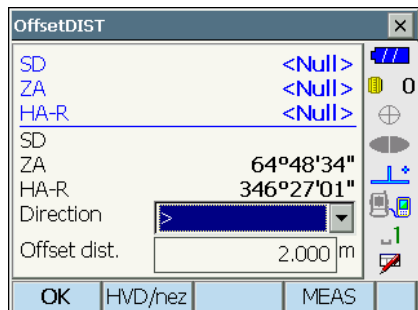 OffsetDIST
SD <Null>
ZA <Null>
HA-R <Null>
SD
ZA 64°48'34"
HA-R 346°27'01"
Direction >
Offset dist. 2.000 m
OK HVD/nez MEAS
0
1